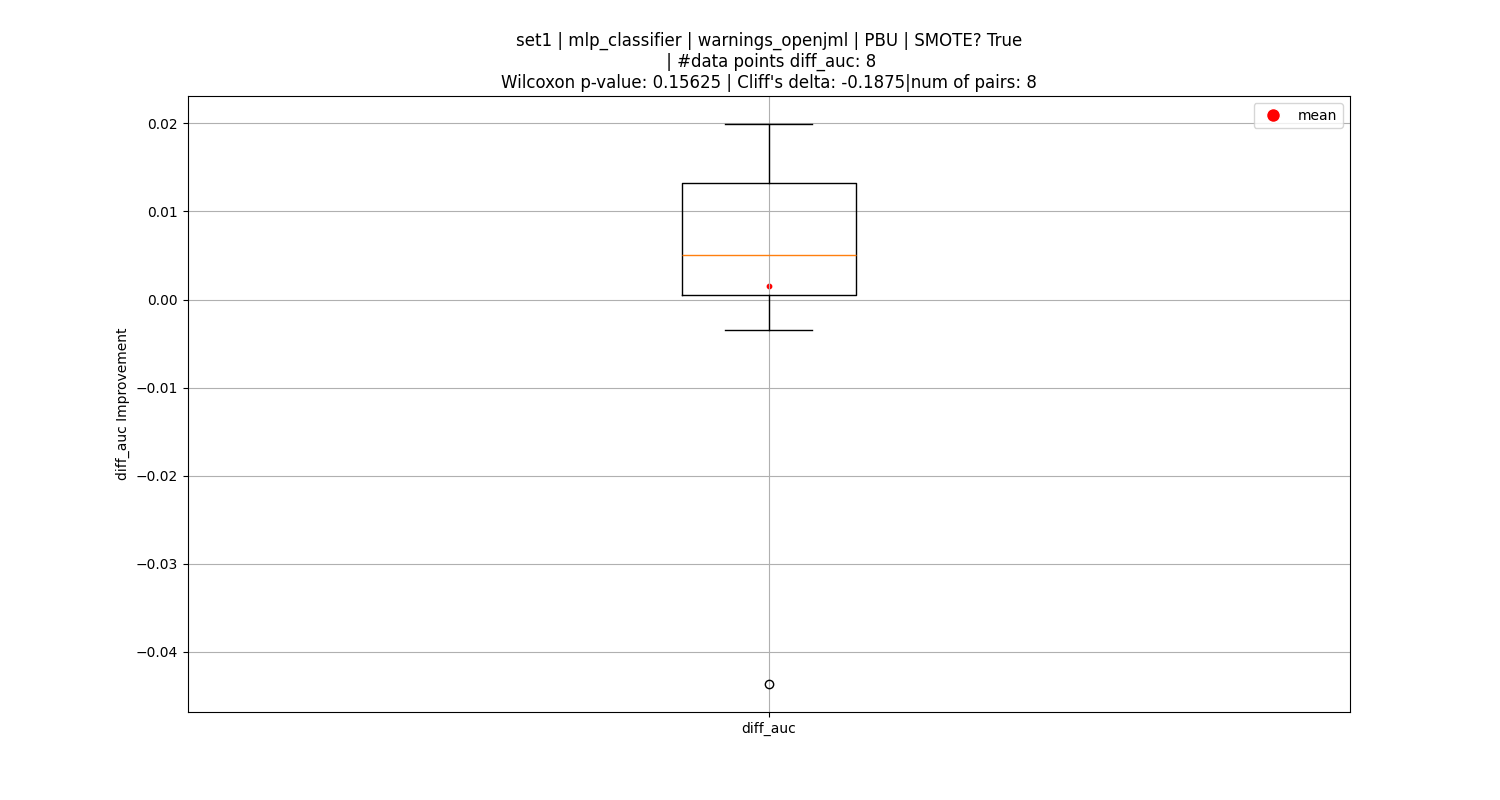 set1 | mlp_classifier | warnings_openjml | PBU | SMOTE? True
| #data points diff_auc: 8
Wilcoxon p-value: 0.15625 | Cliff's delta: -0.1875|num of pairs: 8
mean
0.02
0.01
0.00
−0.01
−0.02
−0.03
−0.04
diff_auc Improvement
diff_auc